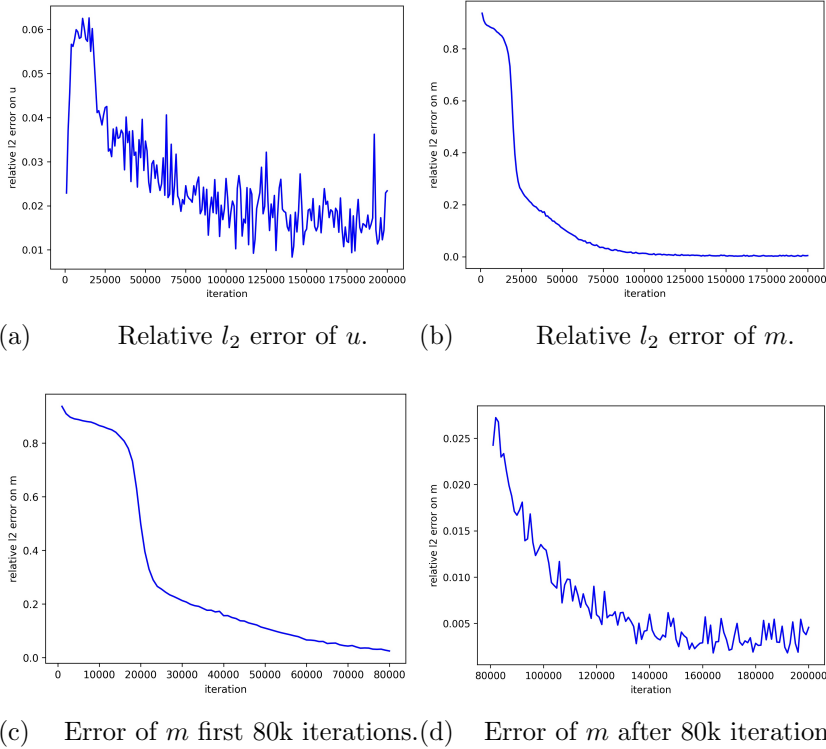 0.06
0.05
0.04
0.03
0.02
0.01
relative l2 error on u
0 25000 50000 75000 100000 125000 150000 175000 200000
iteration
0.8
0.6
0.4
0.2
0.0
relative l2 error on m
0 25000 50000 75000 100000 125000 150000 175000 200000
iteration
(a) Relative l₂ error of u.
(b) Relative l₂ error of m.
0.8
0.6
0.4
0.2
0.0
relative l2 error on m
0 10000 20000 30000 40000 50000 60000 70000 80000
iteration
0.025
0.020
0.015
0.010
0.005
relative l2 error on m
80000 100000 120000 140000 160000 180000 200000
iteration
(c) Error of m first 80k iterations.
(d) Error of m after 80k iteration